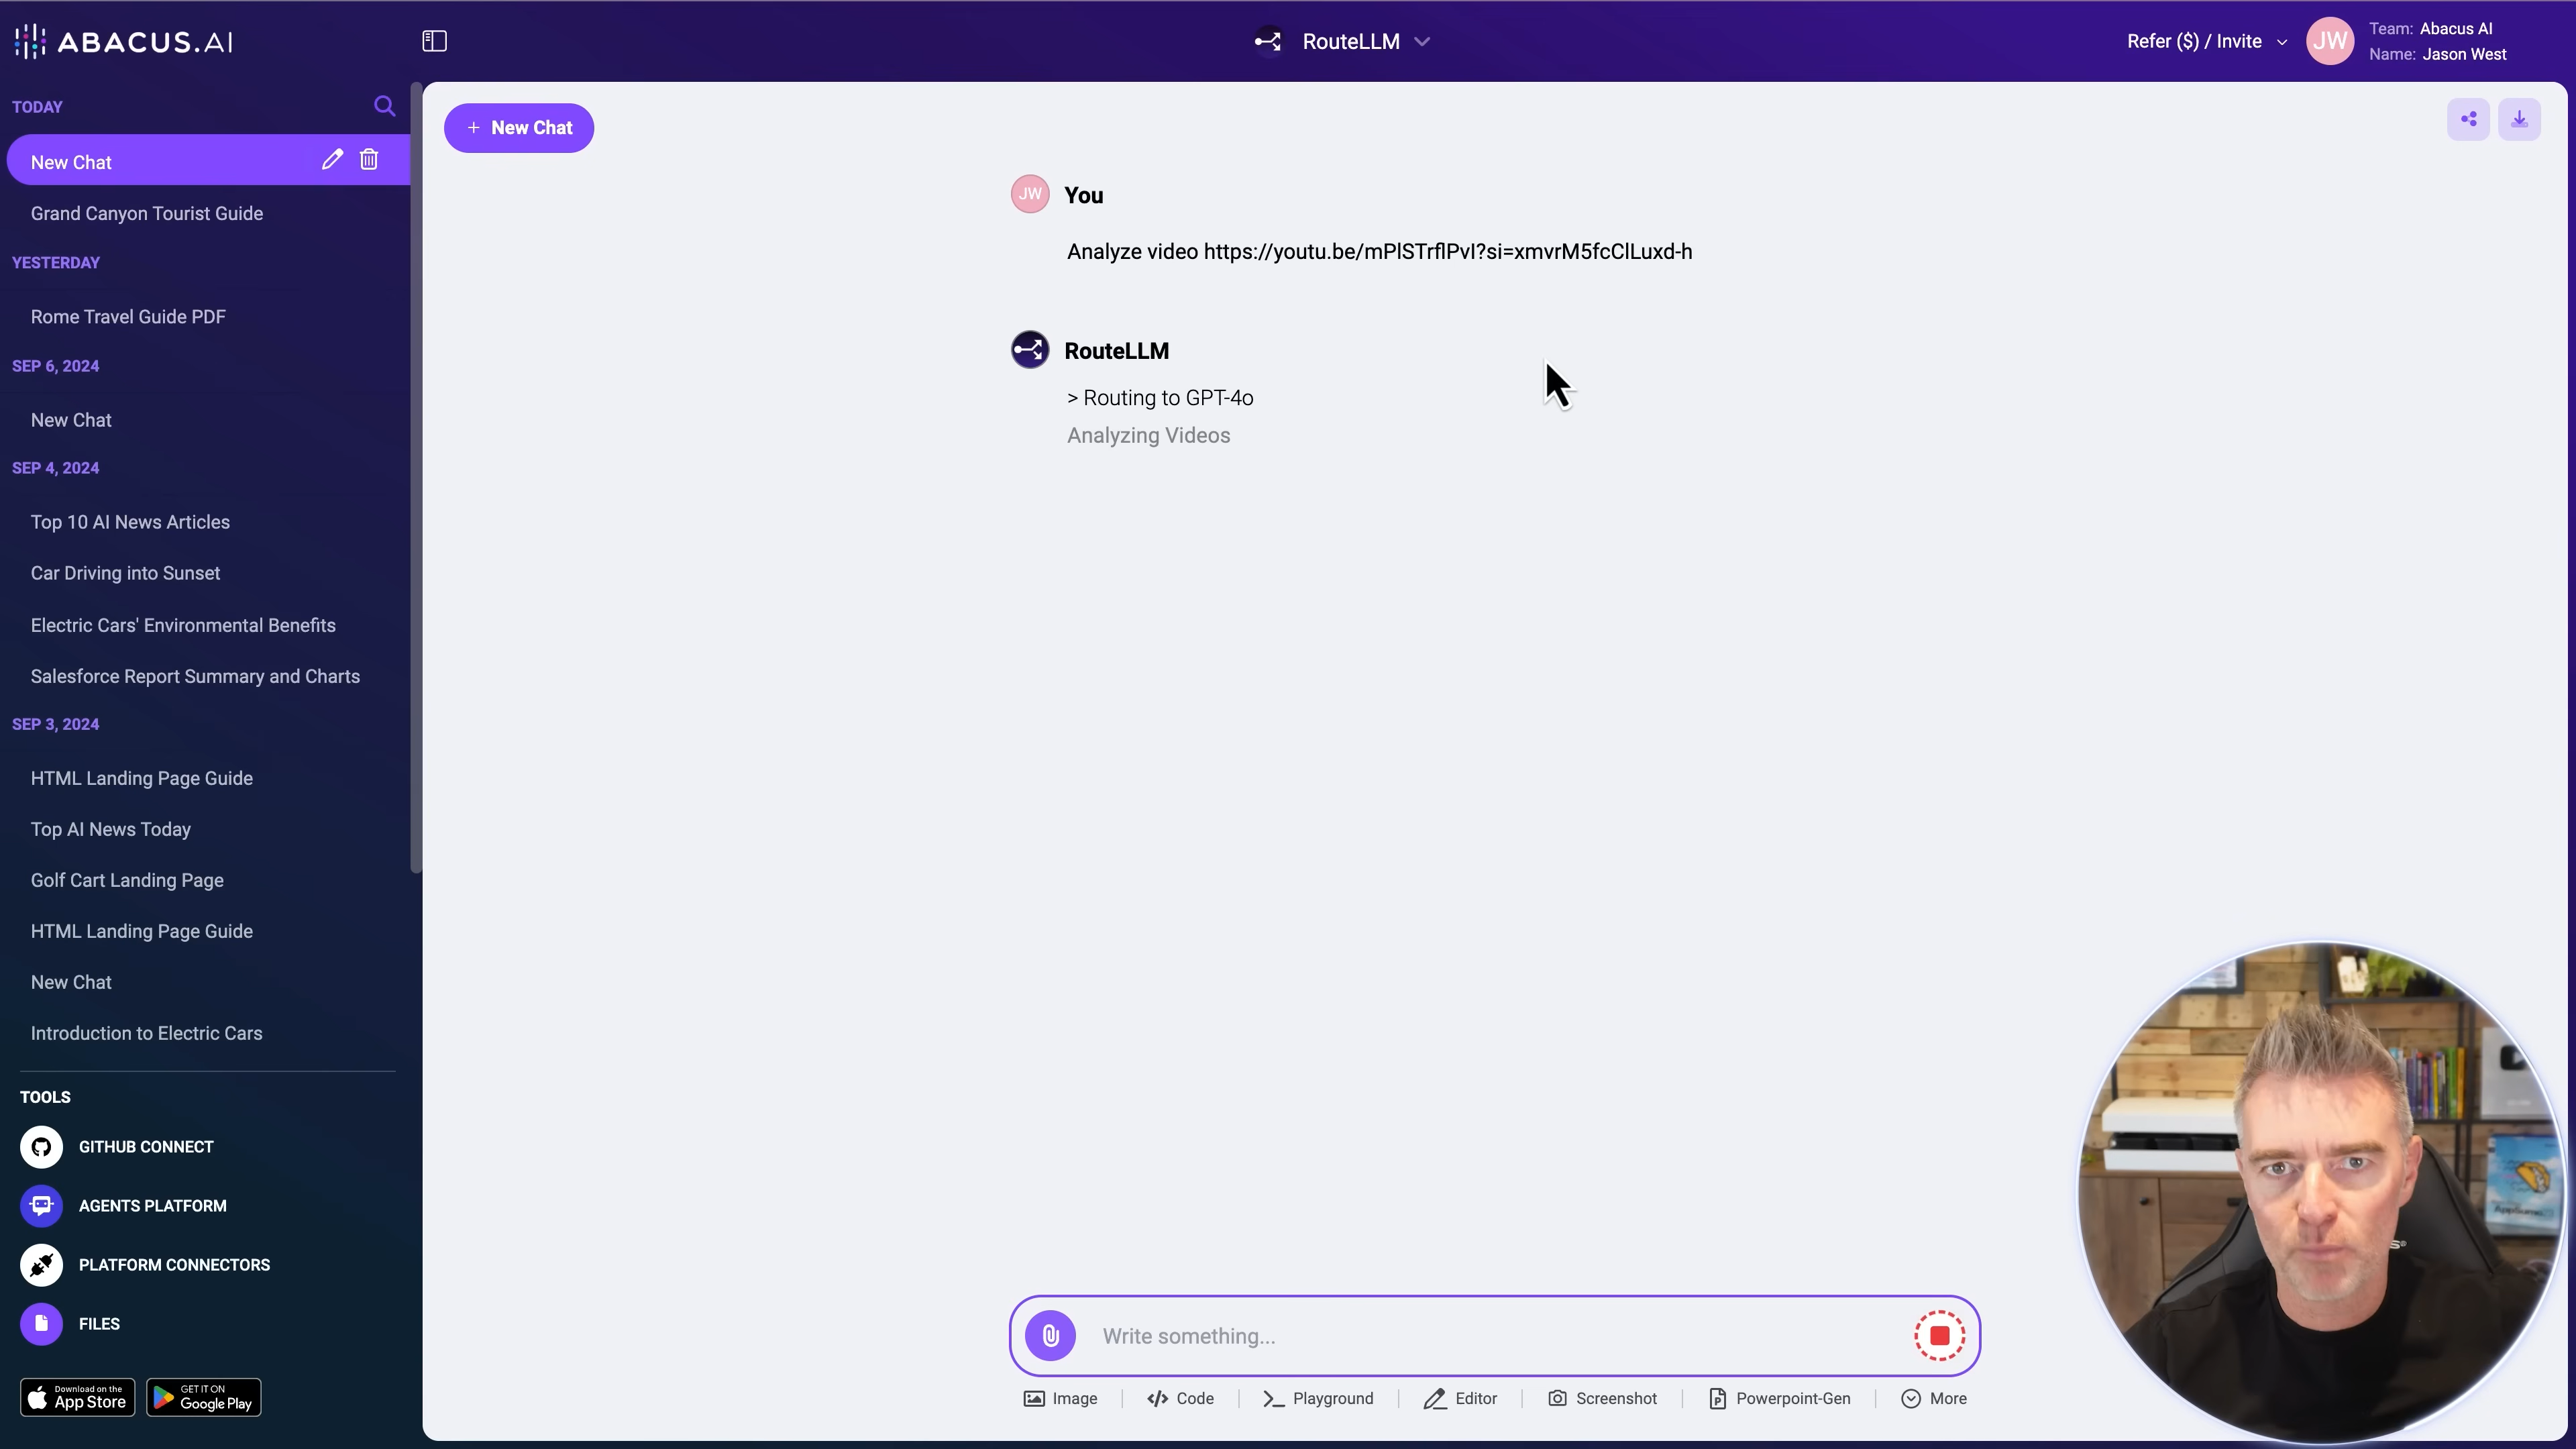 ABACUS.AI
RouteLLM
Refer ($) / Invite
JW
Team: Abacus AI
Name: Jason West
TODAY
New Chat
Grand Canyon Tourist Guide
YESTERDAY
Rome Travel Guide PDF
SEP 6, 2024
New Chat
SEP 4, 2024
Top 10 AI News Articles
Car Driving into Sunset
Electric Cars' Environmental Benefits
Salesforce Report Summary and Charts
SEP 3, 2024
HTML Landing Page Guide
Top AI News Today
Golf Cart Landing Page
HTML Landing Page Guide
New Chat
Introduction to Electric Cars
TOOLS
GITHUB CONNECT
AGENTS PLATFORM
PLATFORM CONNECTORS
FILES
Download on the
App Store
GET IT ON
Google Play
+ New Chat
JW
You
Analyze video https://youtu.be/mPlSTrflPvI?si=xmvrM5fcClLuxd-h
RouteLLM
> Routing to GPT-4o
Analyzing Videos
Write something...
Image
Code
Playground
Editor
Screenshot
Powerpoint-Gen
More